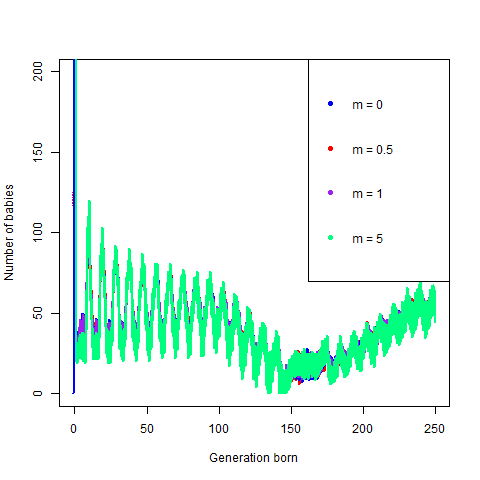 Number of babies
200
150
100
50
0
m = 0
m = 0.5
m = 1
m = 5
0 50 100 150 200 250
Generation born